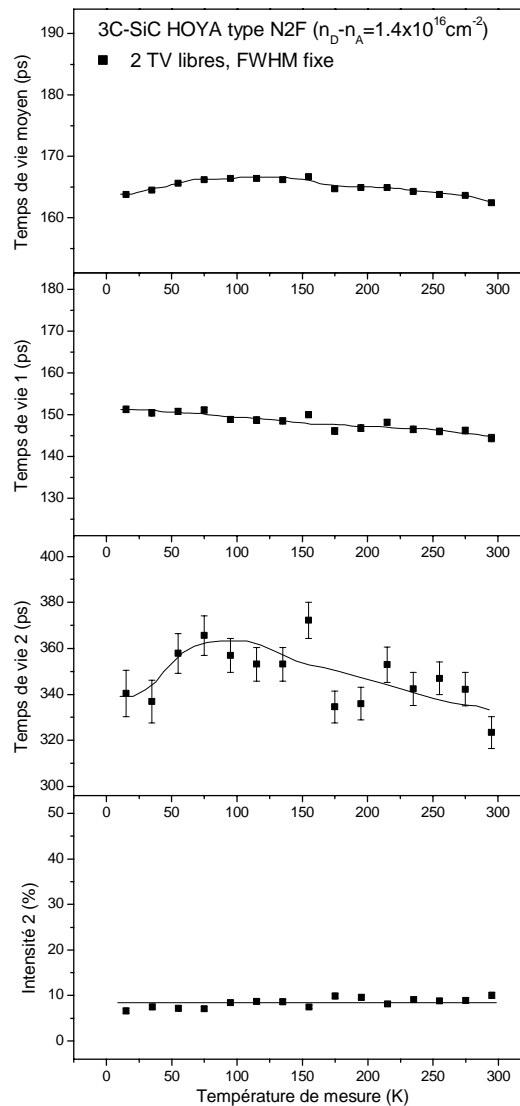 3C-SiC HOYA type N2F (n_D-n_A=1.4x10^16cm^-2)
■ 2 TV libres, FWHM fixe
Temps de vie moyen (ps)
190
180
170
160
0 50 100 150 200 250 300
Temps de vie 1 (ps)
180
170
160
150
140
130
0 50 100 150 200 250 300
Temps de vie 2 (ps)
400
380
360
340
320
300
0 50 100 150 200 250 300
Intensité 2 (%)
50
40
30
20
10
0
0 50 100 150 200 250 300
Température de mesure (K)